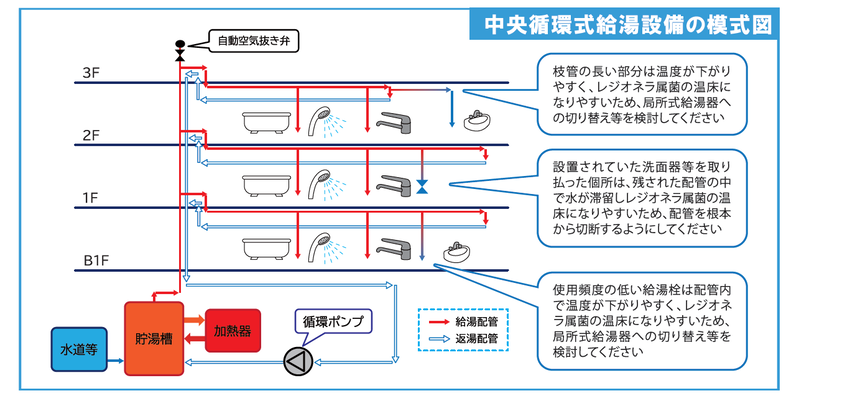 中央循環式給湯設備の模式図
自動空気抜き弁
3F
2F
1F
B1F
枝管の長い部分は温度が下がり
やすく、レジオネラ属菌の温床
になりやすいため、局所式給湯器へ
の切り替え等を検討してください
設置されていた洗面器等を取り
払った個所は、残された配管の中
で水が滞留しレジオネラ属菌の温
床になりやすいため、配管を根本
から切断するようにしてください
使用頻度の低い給湯栓は配管内
で温度が下がりやすく、レジオネ
ラ属菌の温床になりやすいため、
局所式給湯器への切り替え等を
検討してください
水道等
貯湯槽
加熱器
循環ポンプ
給湯配管
返湯配管